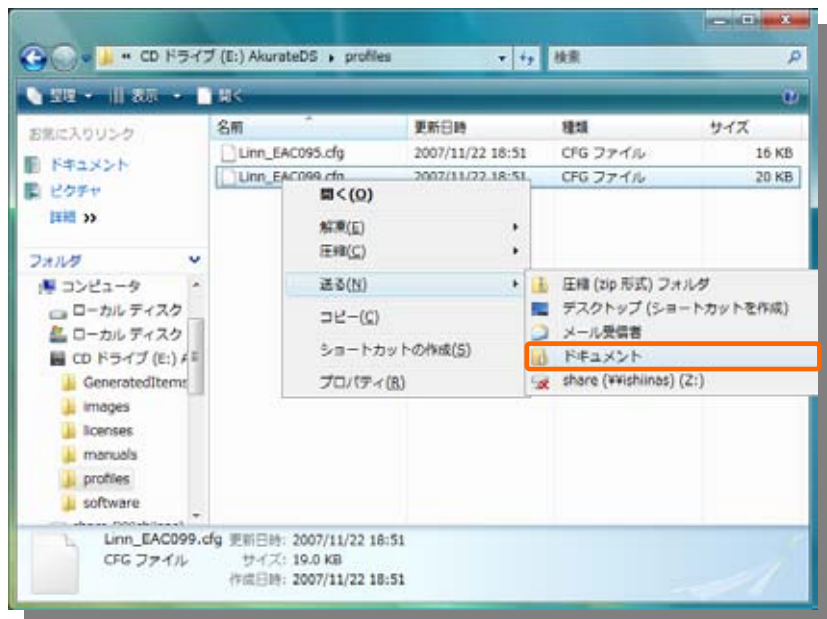 CD ドライブ (E:) AkurateDS ▸ profiles
検索
整理 表示 開く
お気に入りリンク
ドキュメント
ピクチャ
詳細 »
フォルダ
コンピュータ
ローカル ディスク
ローカル ディスク
CD ドライブ (E:) A
GeneratedItems
images
licenses
manuals
profiles
software
名前 更新日時 種類 サイズ
Linn_EAC095.cfg 2007/11/22 18:51 CFG ファイル 16 KB
Linn_EAC099.cfg 2007/11/22 18:51 CFG ファイル 20 KB
開く(O)
解凍(E)
圧縮(C)
送る(N)
コピー(C)
ショートカットの作成(S)
プロパティ(R)
圧縮 (zip 形式) フォルダ
デスクトップ (ショートカットを作成)
メール受信者
ドキュメント
share (¥¥ishiinas) (Z:)
Linn_EAC099.cfg 更新日時: 2007/11/22 18:51
CFG ファイル サイズ: 19.0 KB
作成日時: 2007/11/22 18:51